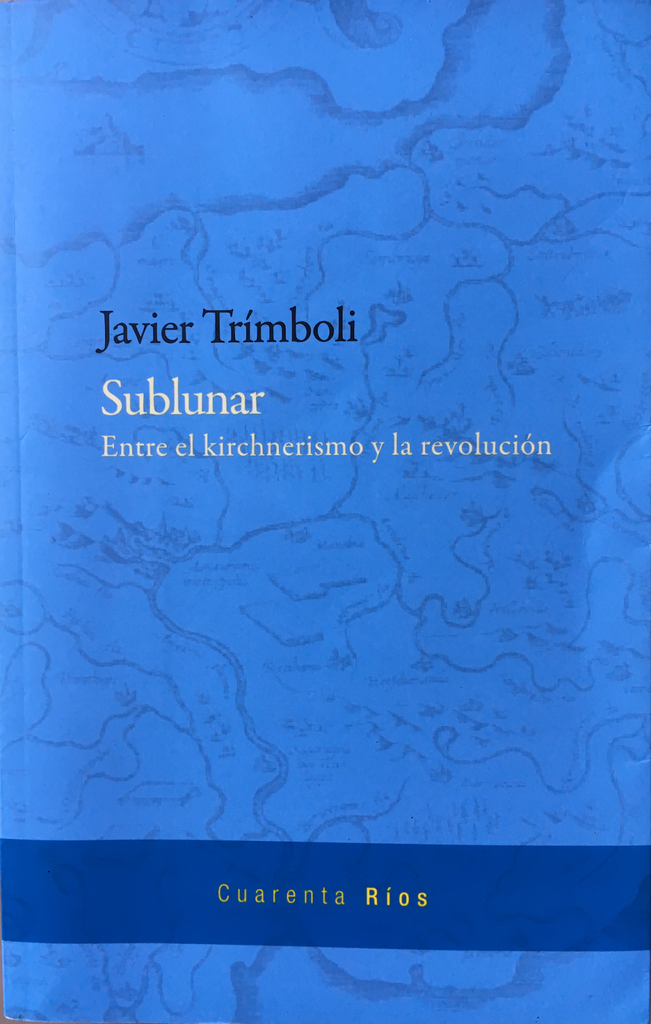 Javier Trímboli
Sublunar
Entre el kirchnerismo y la revolución
Cuarenta Ríos